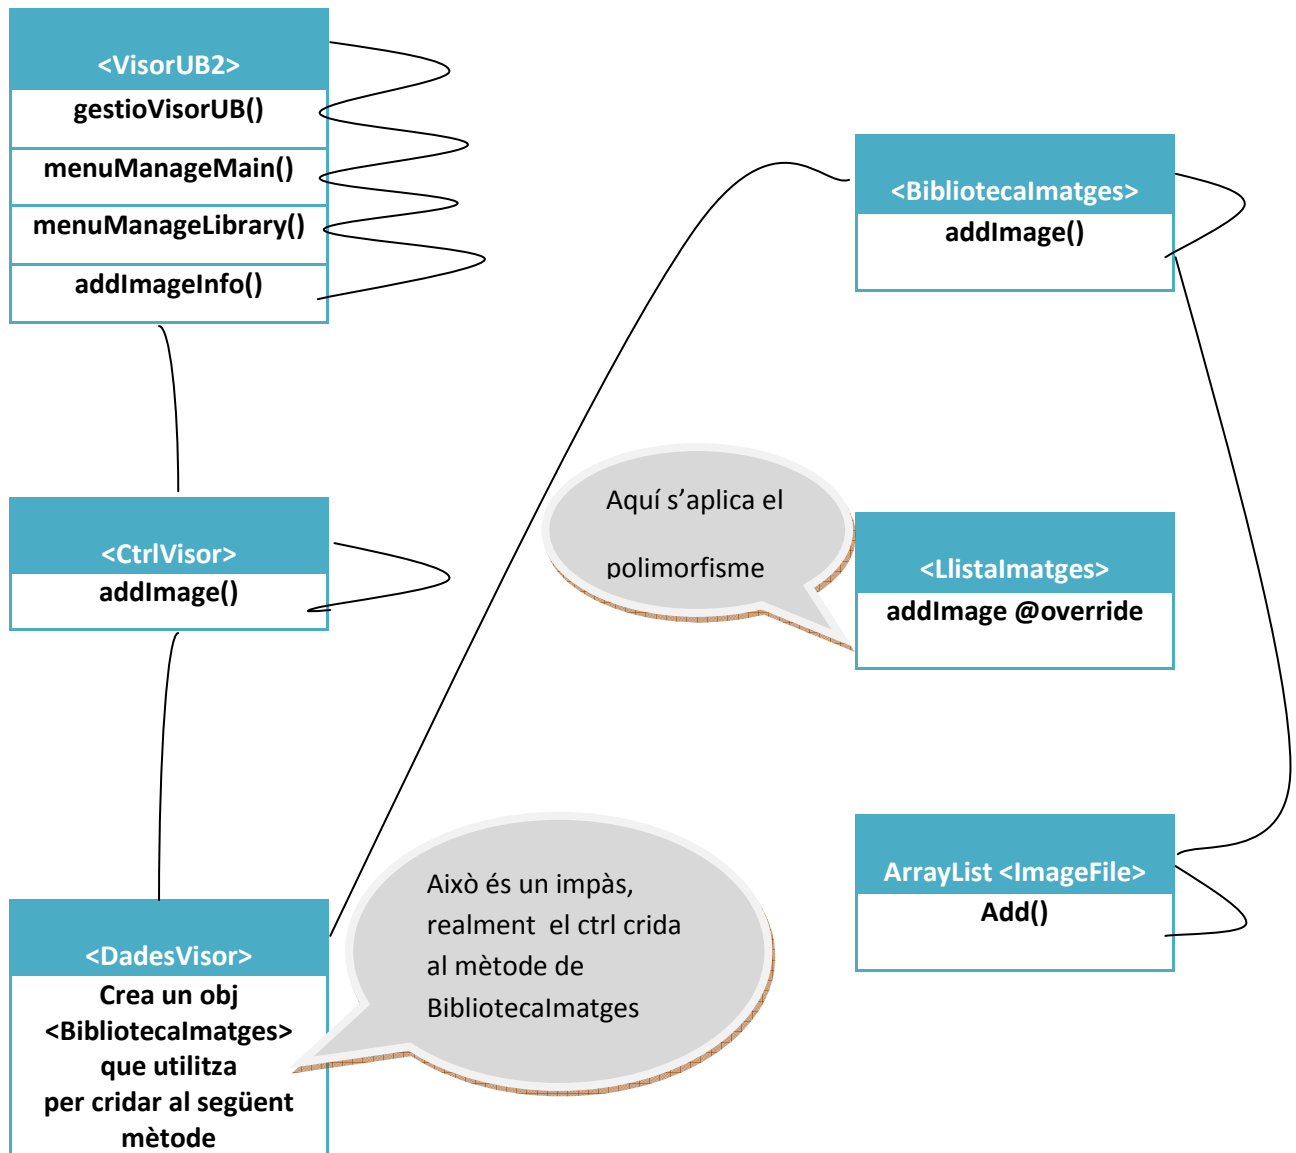 <VisorUB2>
gestioVisorUB()
menuManageMain()
menuManageLibrary()
addImageInfo()
<CtrlVisor>
addImage()
<DadesVisor>
Crea un obj
<BibliotecaImatges>
que utilitza
per cridar al següent
mètode
Això és un impàs,
realment el ctrl crida
al mètode de
BibliotecaImatges
<BibliotecaImatges>
addImage()
Aquí s’aplica el
polimorfisme
<LlistaImatges>
addImage @override
ArrayList <ImageFile>
Add()